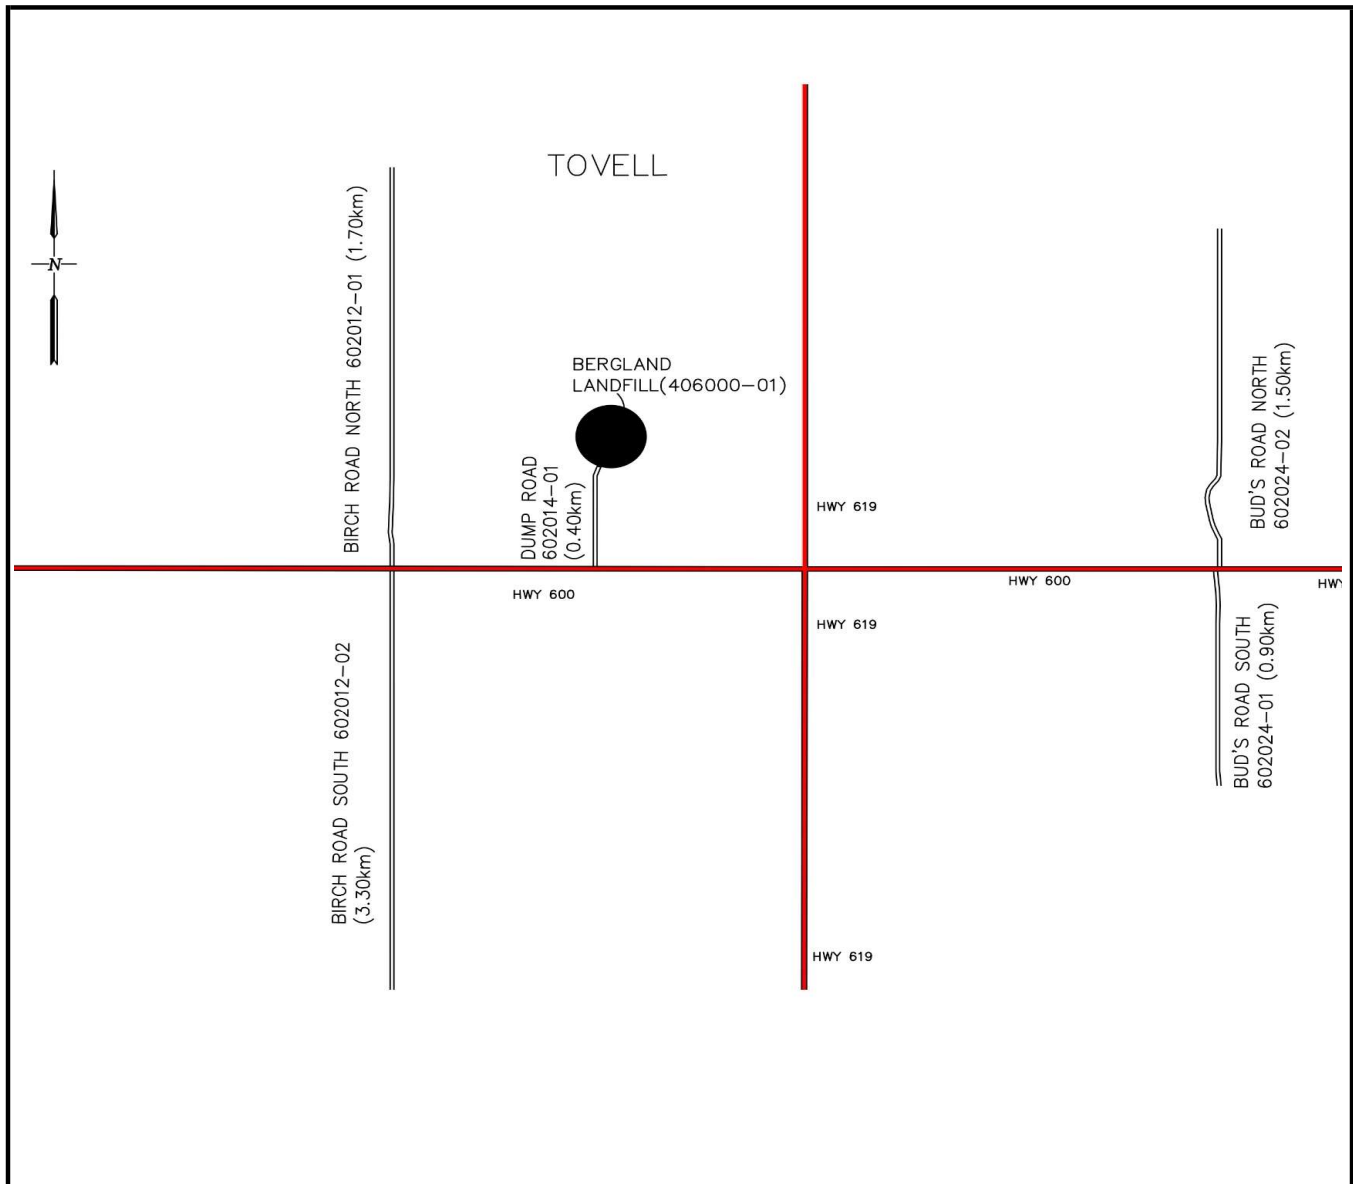 TOVELL
N
BIRCH ROAD NORTH 602012-01 (1.70km)
BERGLAND
LANDFILL(406000-01)
BUD'S ROAD NORTH
602024-02 (1.50km)
DUMP ROAD
602014-01
(0.40km)
HWY 619
HWY 600
HWY 600
HWY
HWY 619
BIRCH ROAD SOUTH 602012-02
(3.30km)
BUD'S ROAD SOUTH
602024-01 (0.90km)
HWY 619